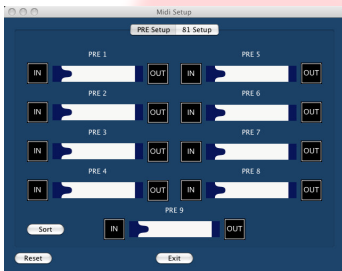 Midi Setup
PRE Setup 81 Setup
PRE 1 PRE 5
IN OUT IN OUT
PRE 2 PRE 6
IN OUT IN OUT
PRE 3 PRE 7
IN OUT IN OUT
PRE 4 PRE 8
IN OUT IN OUT
PRE 9
Sort IN OUT
Reset Exit